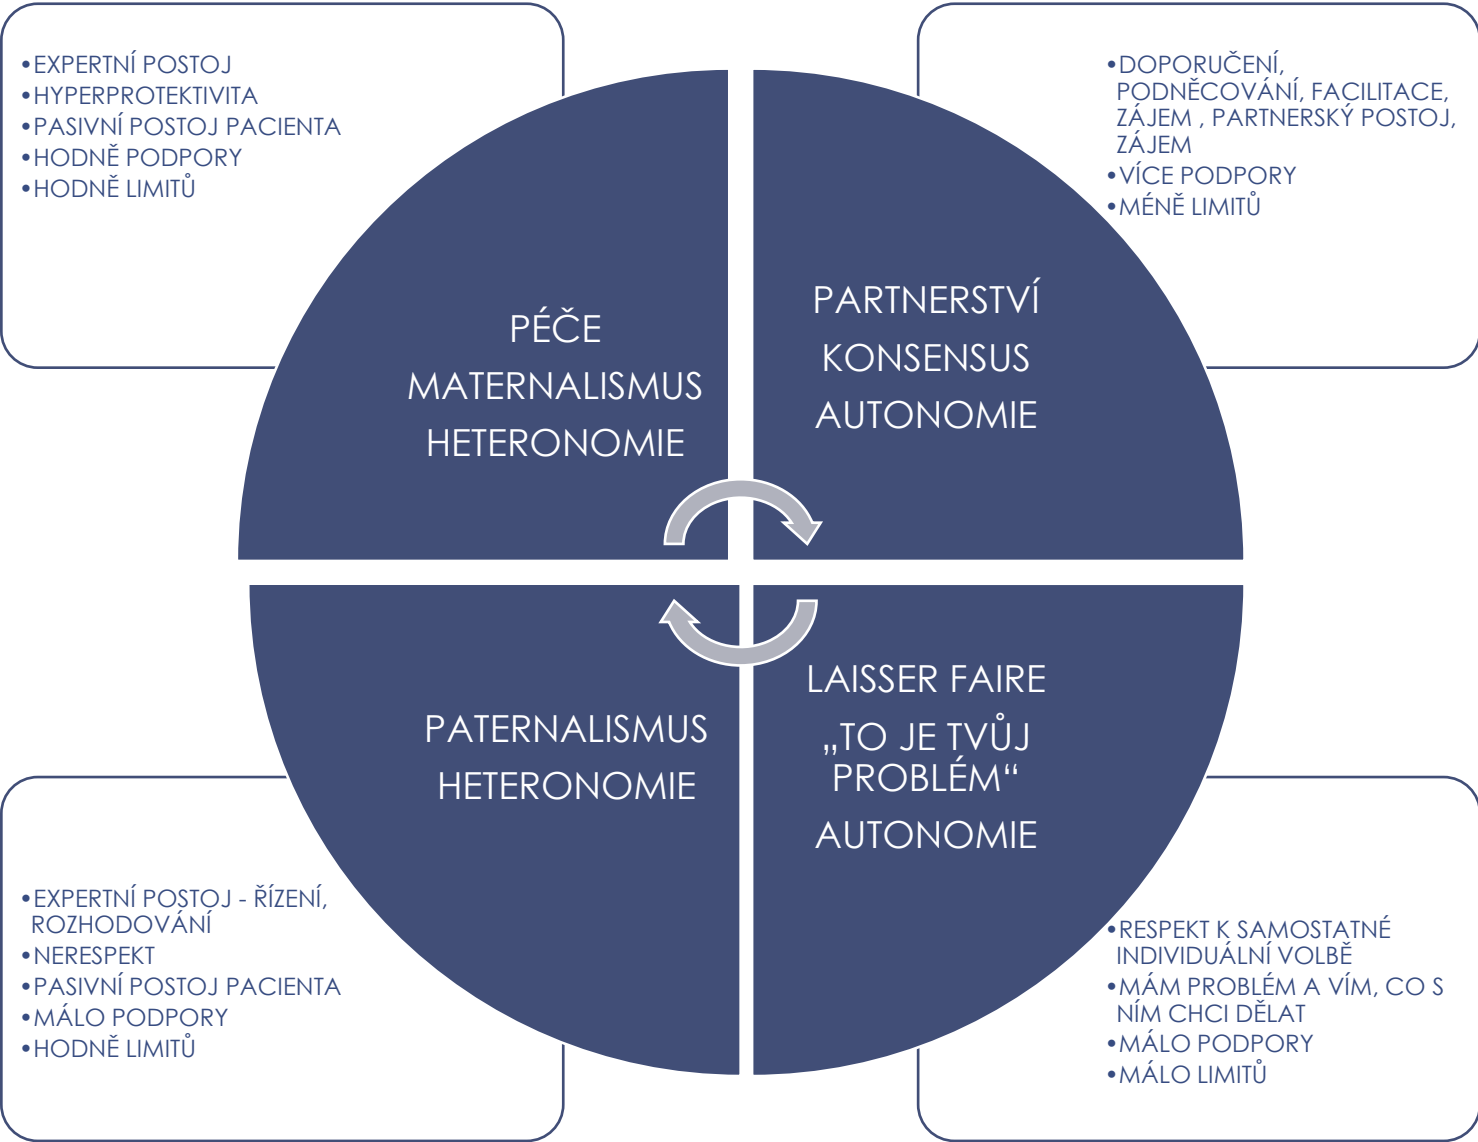 •EXPERTNÍ POSTOJ
•HYPERPROTEKTIVITA
•PASIVNÍ POSTOJ PACIENTA
•HODNĚ PODPORY
•HODNĚ LIMITŮ
•DOPORUČENÍ,
PODNĚCOVÁNÍ, FACILITACE,
ZÁJEM , PARTNERSKÝ POSTOJ,
ZÁJEM
•VÍCE PODPORY
•MÉNĚ LIMITŮ
PÉČE
MATERNALISMUS
HETERONOMIE
PARTNERSTVÍ
KONSENSUS
AUTONOMIE
PATERNALISMUS
HETERONOMIE
LAISSER FAIRE
„TO JE TVŮJ
PROBLÉM“
AUTONOMIE
•EXPERTNÍ POSTOJ - ŘÍZENÍ,
ROZHODOVÁNÍ
•NERESPEKT
•PASIVNÍ POSTOJ PACIENTA
•MÁLO PODPORY
•HODNĚ LIMITŮ
•RESPEKT K SAMOSTATNÉ
INDIVIDUÁLNÍ VOLBĚ
•MÁM PROBLÉM A VÍM, CO S
NÍM CHCI DĚLAT
•MÁLO PODPORY
•MÁLO LIMITŮ